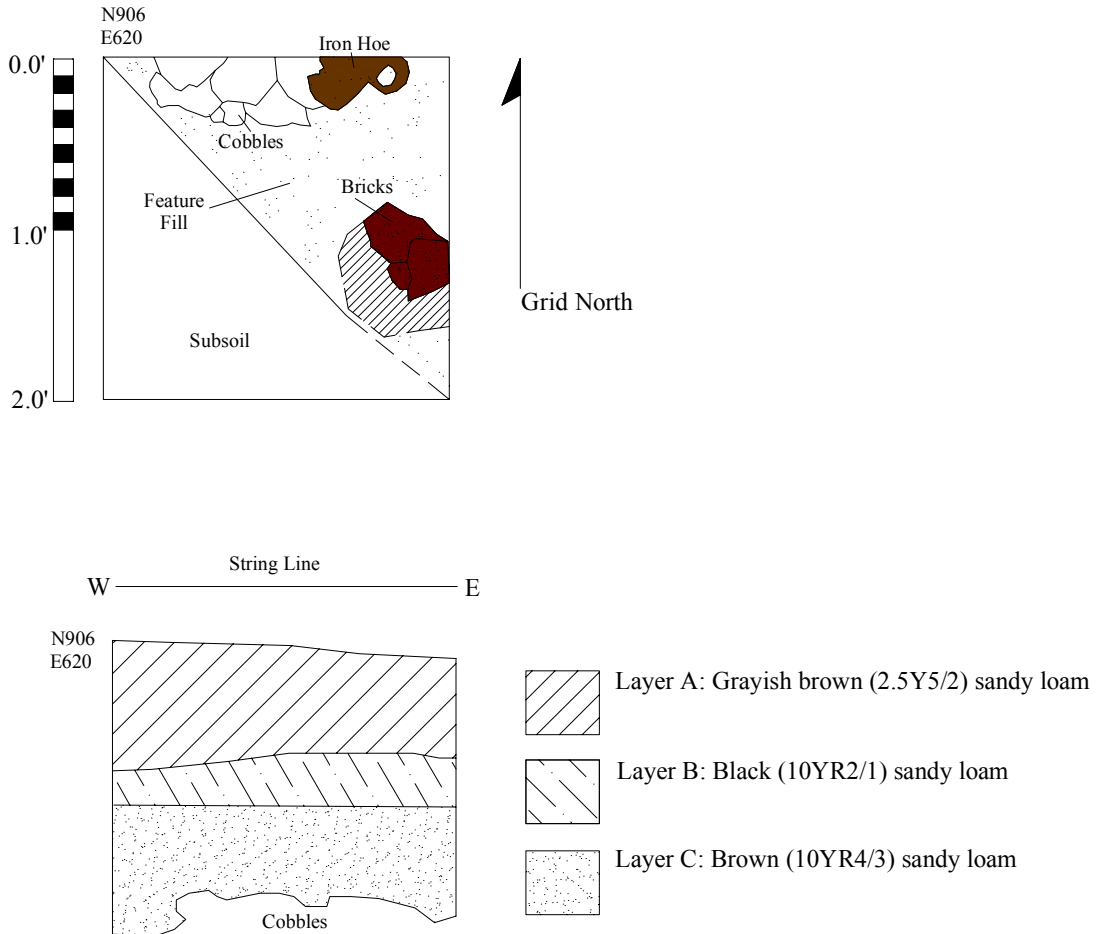 N906
E620
Iron Hoe
0.0'
Cobbles
Bricks
Feature
Fill
1.0'
Grid North
Subsoil
2.0'
String Line
W
E
N906
E620
Layer A: Grayish brown (2.5Y5/2) sandy loam
Layer B: Black (10YR2/1) sandy loam
Layer C: Brown (10YR4/3) sandy loam
Cobbles